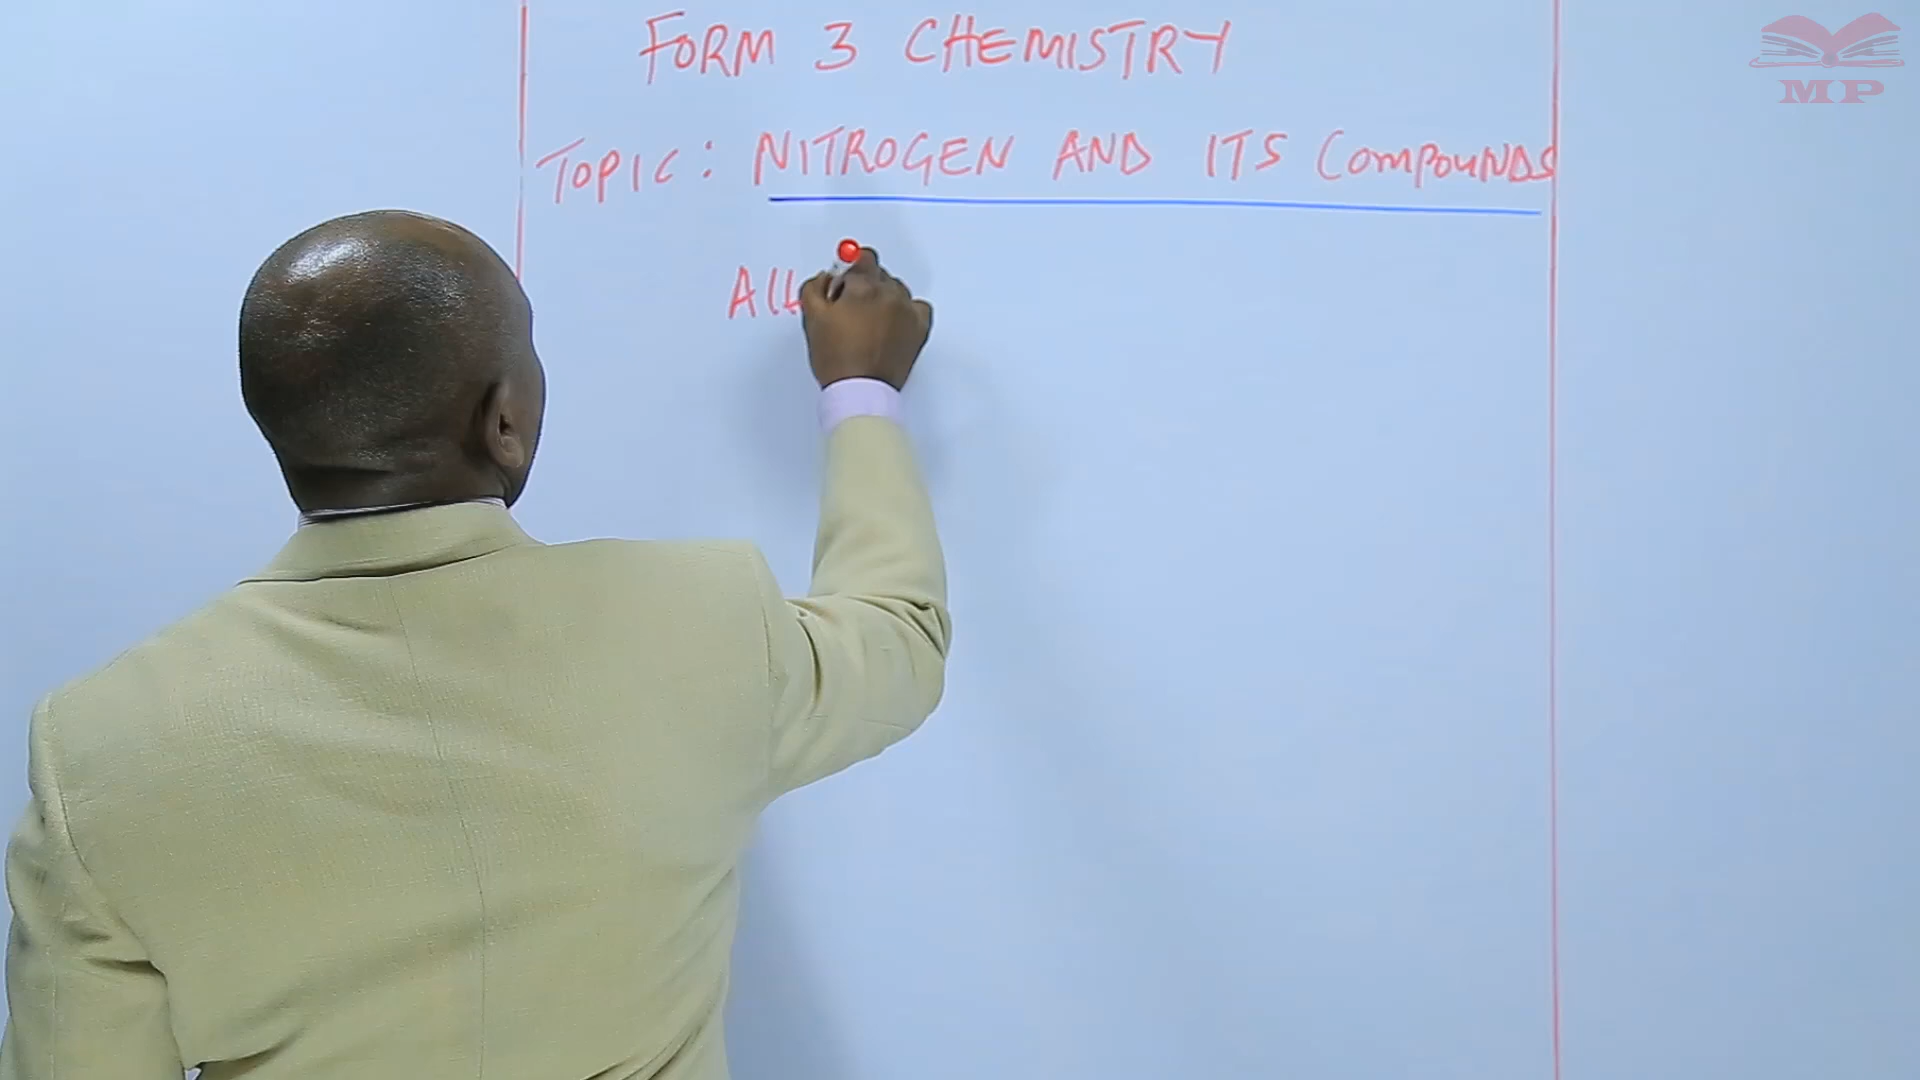 FORM 3 CHEMISTRY
MP
TOPIC: NITROGEN AND ITS COMPOUNDS